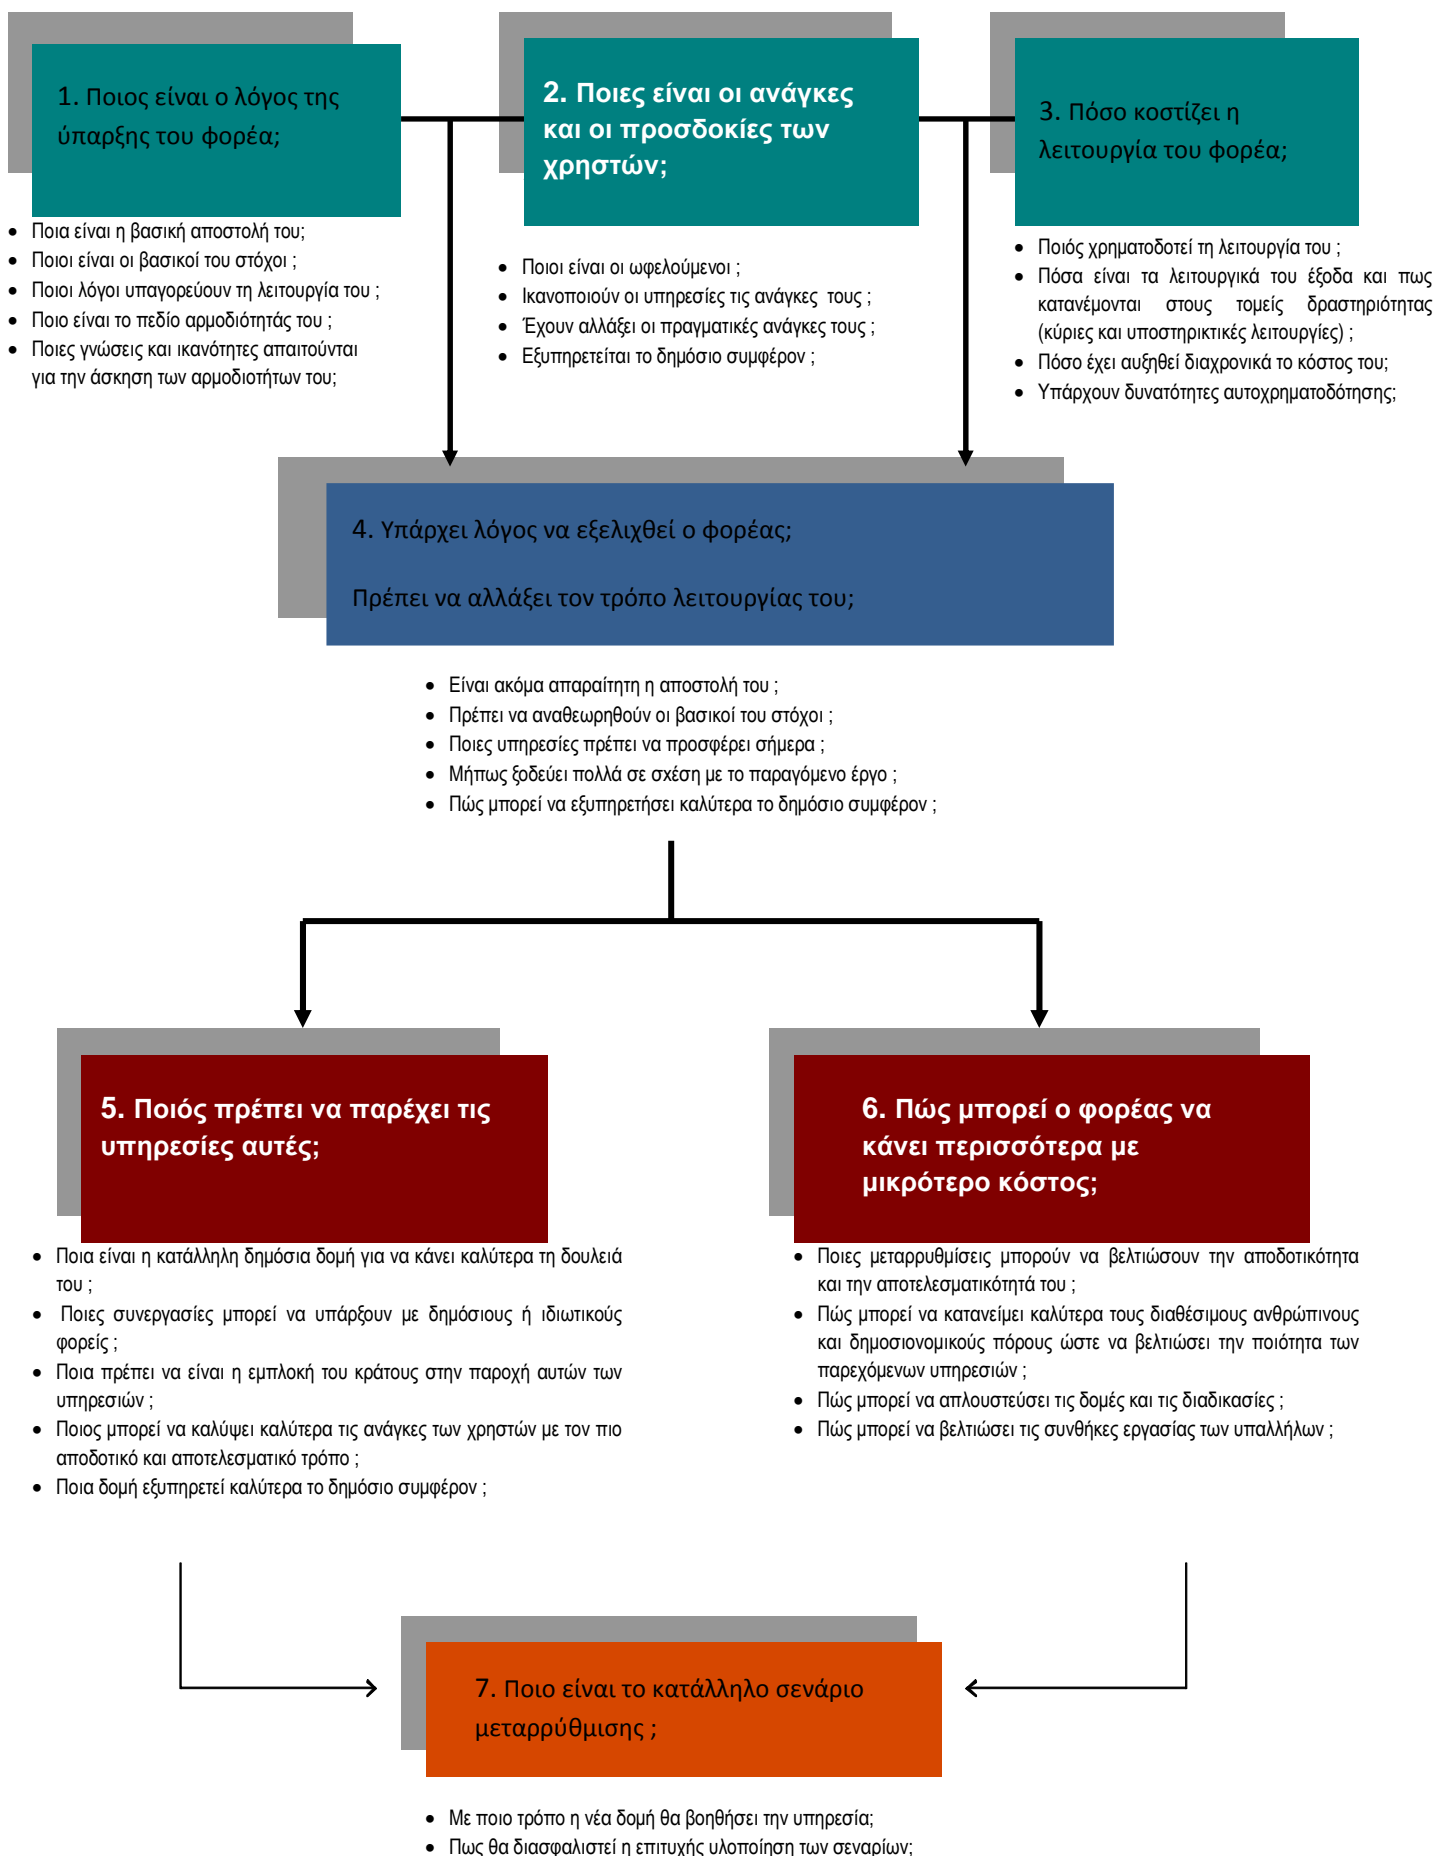 1. Ποιος είναι ο λόγος της
ύπαρξης του φορέα;
2. Ποιες είναι οι ανάγκες
και οι προσδοκίες των
χρηστών;
3. Πόσο κοστίζει η
λειτουργία του φορέα;
• Ποια είναι η βασική αποστολή του;
• Ποιοι είναι οι βασικοί του στόχοι ;
• Ποιοι λόγοι υπαγορεύουν τη λειτουργία του ;
• Ποιο είναι το πεδίο αρμοδιότητάς του ;
• Ποιες γνώσεις και ικανότητες απαιτούνται
για την άσκηση των αρμοδιοτήτων του;
• Ποιοι είναι οι ωφελούμενοι ;
• Ικανοποιούν οι υπηρεσίες τις ανάγκες τους ;
• Έχουν αλλάξει οι πραγματικές ανάγκες τους ;
• Εξυπηρετείται το δημόσιο συμφέρον ;
• Ποιός χρηματοδοτεί τη λειτουργία του ;
• Πόσα είναι τα λειτουργικά του έξοδα και πως
κατανέμονται στους τομείς δραστηριότητας
(κύριες και υποστηρικτικές λειτουργίες) ;
• Πόσο έχει αυξηθεί διαχρονικά το κόστος του;
• Υπάρχουν δυνατότητες αυτοχρηματοδότησης;
4. Υπάρχει λόγος να εξελιχθεί ο φορέας;
Πρέπει να αλλάξει τον τρόπο λειτουργίας του;
• Είναι ακόμα απαραίτητη η αποστολή του ;
• Πρέπει να αναθεωρηθούν οι βασικοί του στόχοι ;
• Ποιες υπηρεσίες πρέπει να προσφέρει σήμερα ;
• Μήπως ξοδεύει πολλά σε σχέση με το παραγόμενο έργο ;
• Πώς μπορεί να εξυπηρετήσει καλύτερα το δημόσιο συμφέρον ;
5. Ποιός πρέπει να παρέχει τις
υπηρεσίες αυτές;
• Ποια είναι η κατάλληλη δημόσια δομή για να κάνει καλύτερα τη δουλειά
του ;
• Ποιες συνεργασίες μπορεί να υπάρξουν με δημόσιους ή ιδιωτικούς
φορείς ;
• Ποια πρέπει να είναι η εμπλοκή του κράτους στην παροχή αυτών των
υπηρεσιών ;
• Ποιος μπορεί να καλύψει καλύτερα τις ανάγκες των χρηστών με τον πιο
αποδοτικό και αποτελεσματικό τρόπο ;
• Ποια δομή εξυπηρετεί καλύτερα το δημόσιο συμφέρον ;
6. Πώς μπορεί ο φορέας να
κάνει περισσότερα με
μικρότερο κόστος;
• Ποιες μεταρρυθμίσεις μπορούν να βελτιώσουν την αποδοτικότητα
και την αποτελεσματικότητά του ;
• Πώς μπορεί να κατανείμει καλύτερα τους διαθέσιμους ανθρώπινους
και δημοσιονομικούς πόρους ώστε να βελτιώσει την ποιότητα των
παρεχόμενων υπηρεσιών ;
• Πώς μπορεί να απλουστεύσει τις δομές και τις διαδικασίες ;
• Πώς μπορεί να βελτιώσει τις συνθήκες εργασίας των υπαλλήλων ;
7. Ποιο είναι το κατάλληλο σενάριο
μεταρρύθμισης ;
• Με ποιο τρόπο η νέα δομή θα βοηθήσει την υπηρεσία;
• Πως θα διασφαλιστεί η επιτυχής υλοποίηση των σεναρίων;